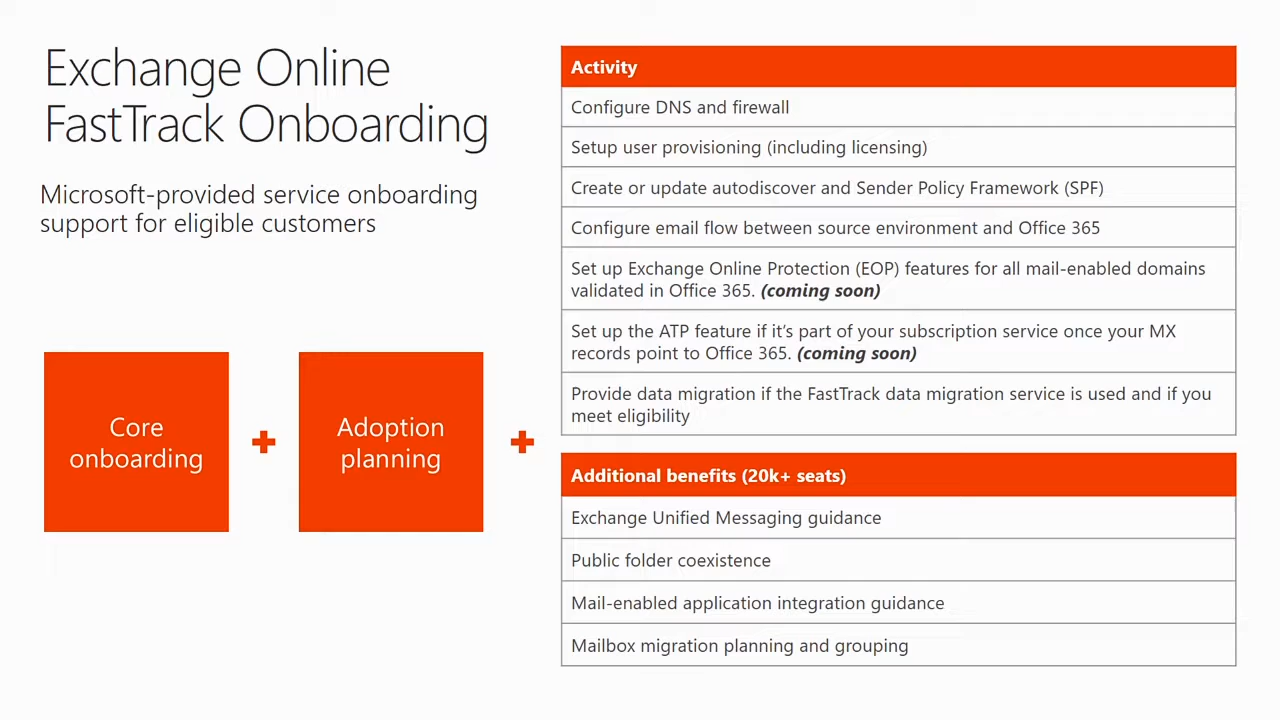 Exchange Online
FastTrack Onboarding
Microsoft-provided service onboarding
support for eligible customers
Core
onboarding
Adoption
planning
Activity
Configure DNS and firewall
Setup user provisioning (including licensing)
Create or update autodiscover and Sender Policy Framework (SPF)
Configure email flow between source environment and Office 365
Set up Exchange Online Protection (EOP) features for all mail-enabled domains
validated in Office 365. (coming soon)
Set up the ATP feature if it's part of your subscription service once your MX
records point to Office 365. (coming soon)
Provide data migration if the FastTrack data migration service is used and if you
meet eligibility
Additional benefits (20k+ seats)
Exchange Unified Messaging guidance
Public folder coexistence
Mail-enabled application integration guidance
Mailbox migration planning and grouping